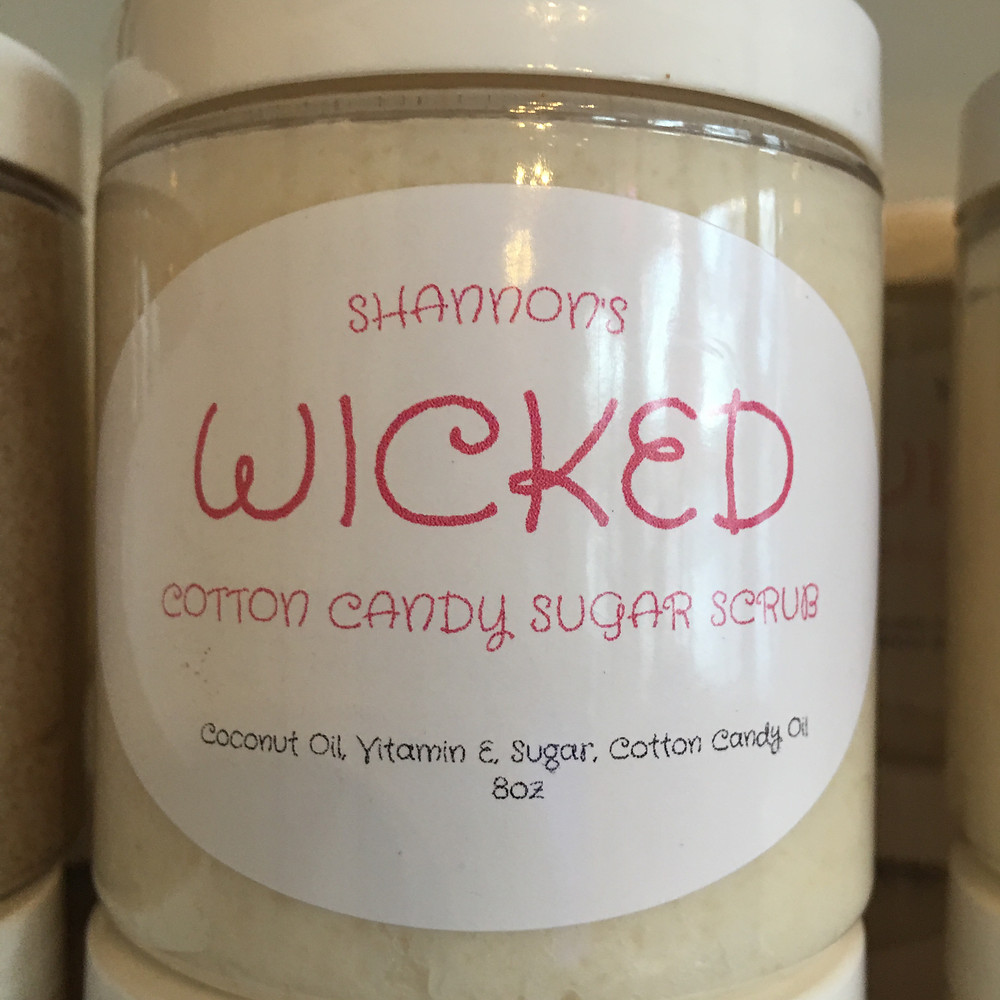 SHANNON'S
WICKED
COTTON CANDY SUGAR SCRUB
Coconut Oil, Vitamin E, Sugar, Cotton Candy Oil
8oz